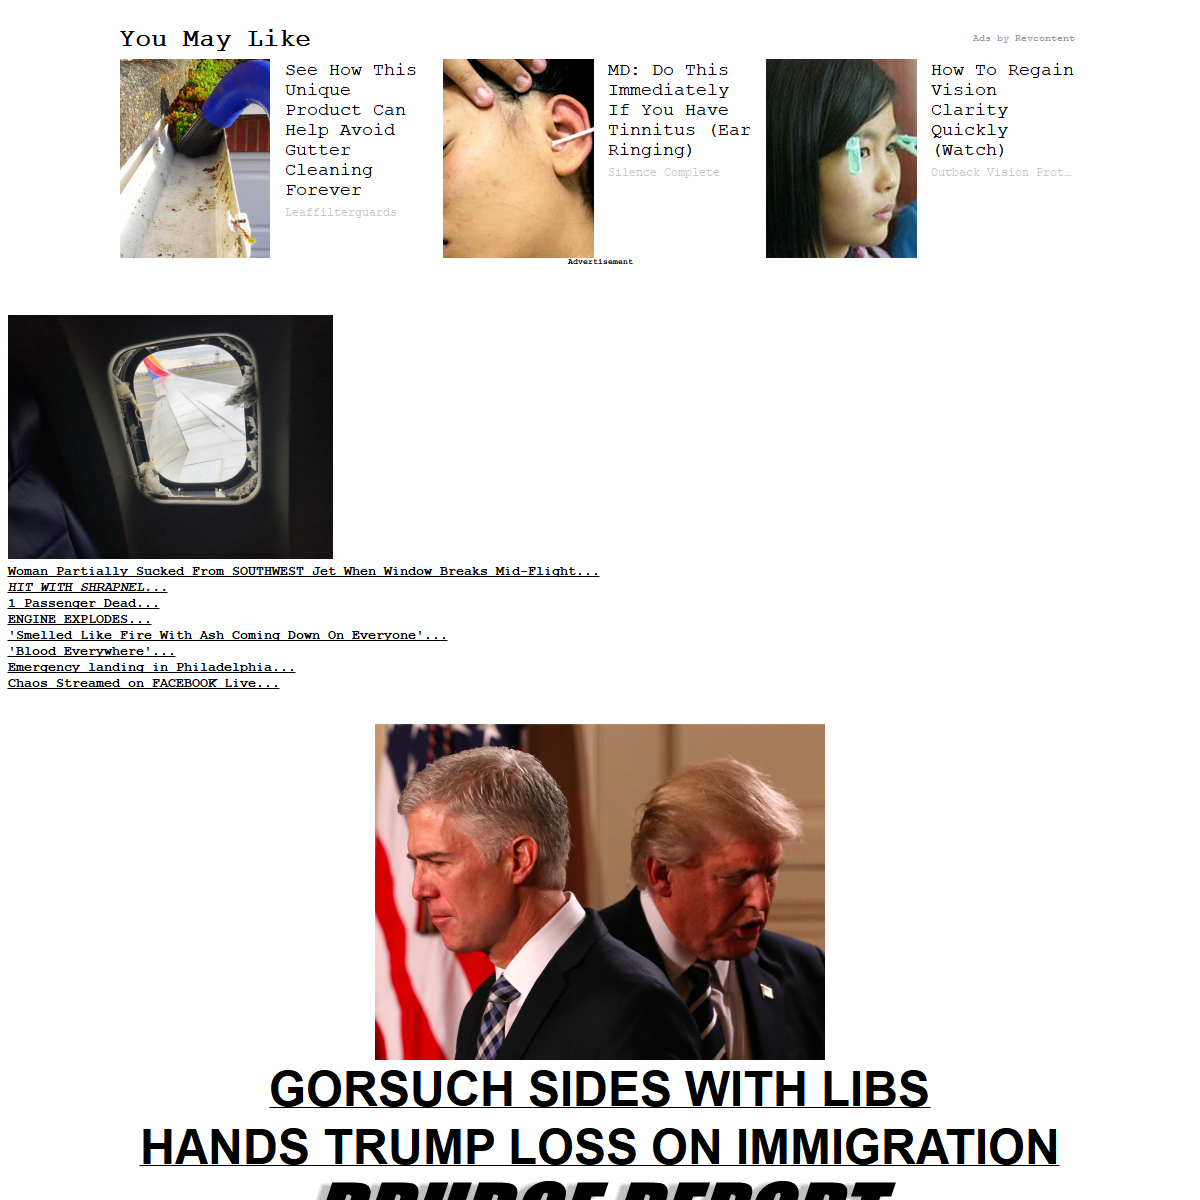 You May Like
Ads by Revcontent
See How This
Unique
Product Can
Help Avoid
Gutter
Cleaning
Forever
Leaffilterguards
MD: Do This
Immediately
If You Have
Tinnitus (Ear
Ringing)
Silence Complete
How To Regain
Vision
Clarity
Quickly
(Watch)
Outback Vision Prot…
Advertisement
Woman Partially Sucked From SOUTHWEST Jet When Window Breaks Mid-Flight...
HIT WITH SHRAPNEL...
1 Passenger Dead...
ENGINE EXPLODES...
'Smelled Like Fire With Ash Coming Down On Everyone'...
'Blood Everywhere'...
Emergency landing in Philadelphia...
Chaos Streamed on FACEBOOK Live...
GORSUCH SIDES WITH LIBS
HANDS TRUMP LOSS ON IMMIGRATION
DRUDGE REPORT